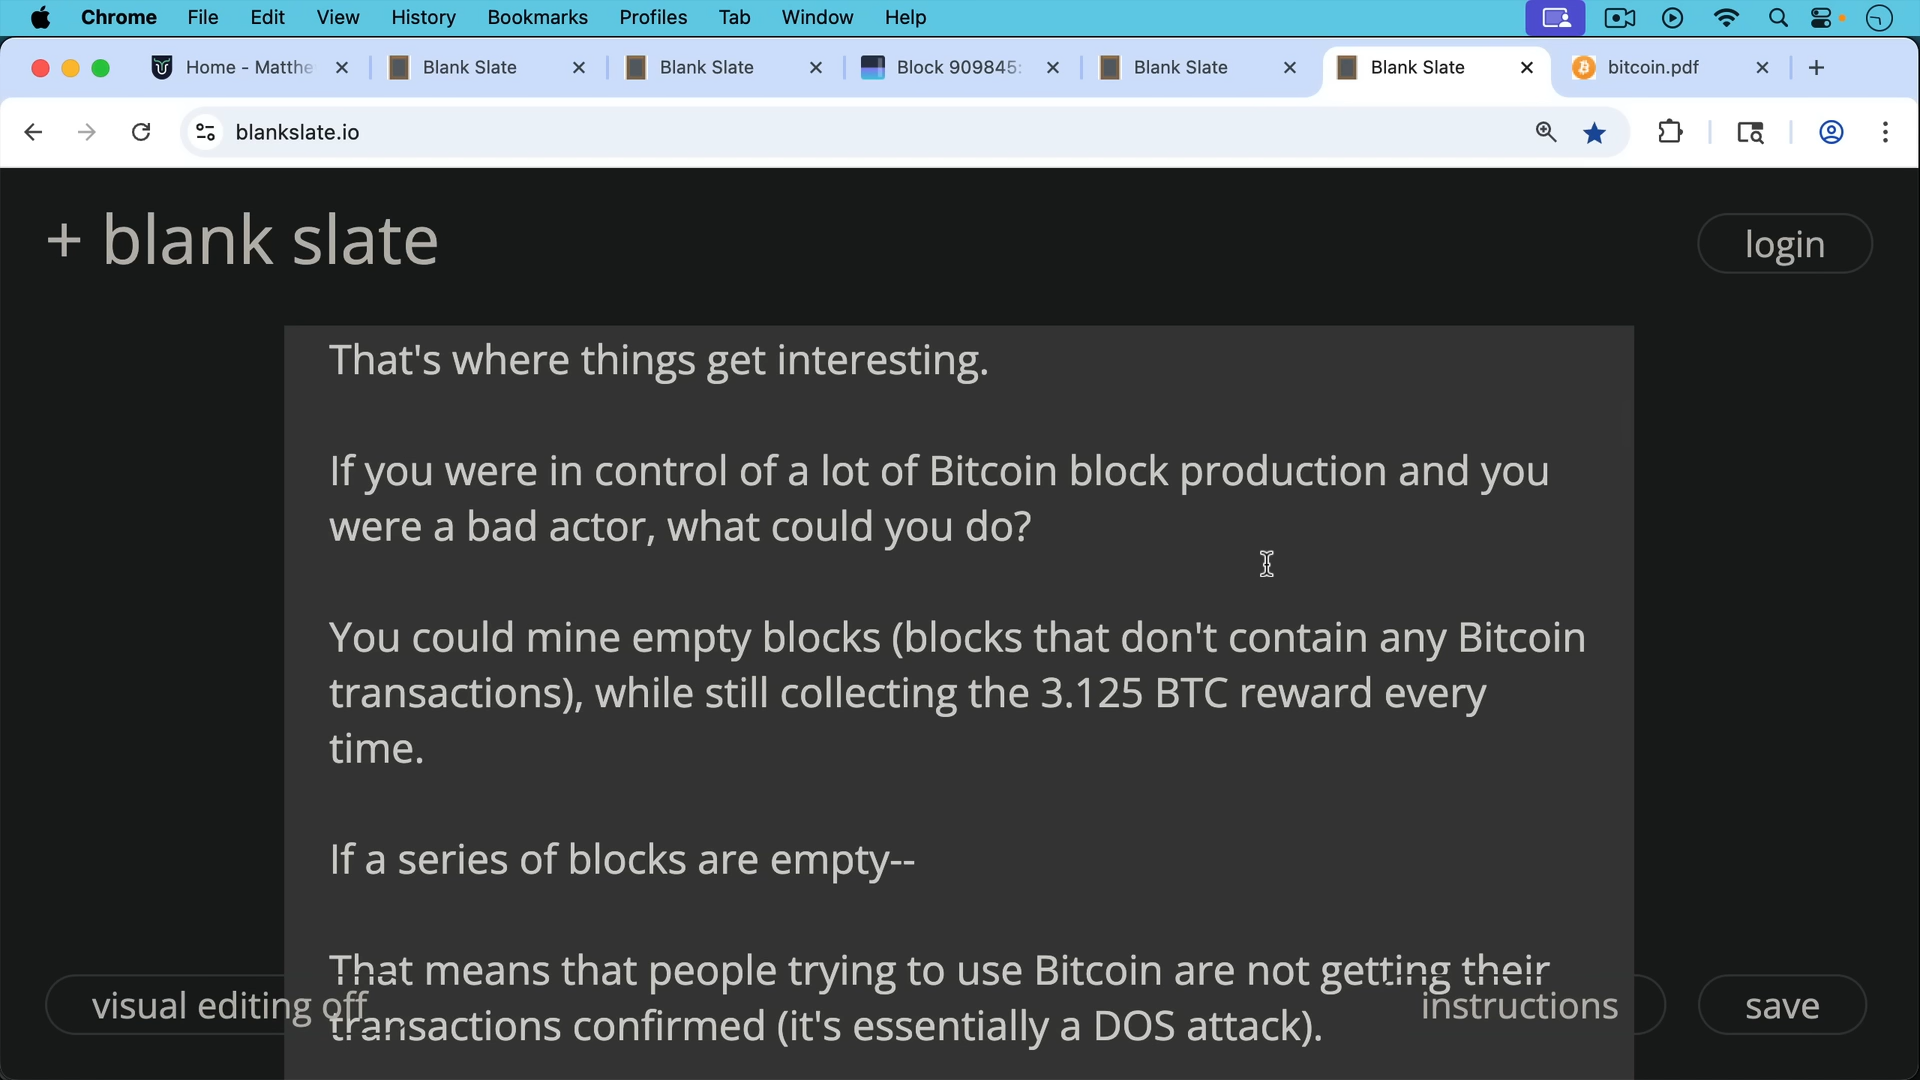 Chrome File Edit View History Bookmarks Profiles Tab Window Help
Home - Matthe Blank Slate Blank Slate Block 909845: Blank Slate Blank Slate bitcoin.pdf
blankslate.io
+ blank slate
login
That's where things get interesting.
If you were in control of a lot of Bitcoin block production and you
were a bad actor, what could you do?
You could mine empty blocks (blocks that don't contain any Bitcoin
transactions), while still collecting the 3.125 BTC reward every
time.
If a series of blocks are empty--
That means that people trying to use Bitcoin are not getting their
transactions confirmed (it's essentially a DOS attack).
visual editing off
instructions
save